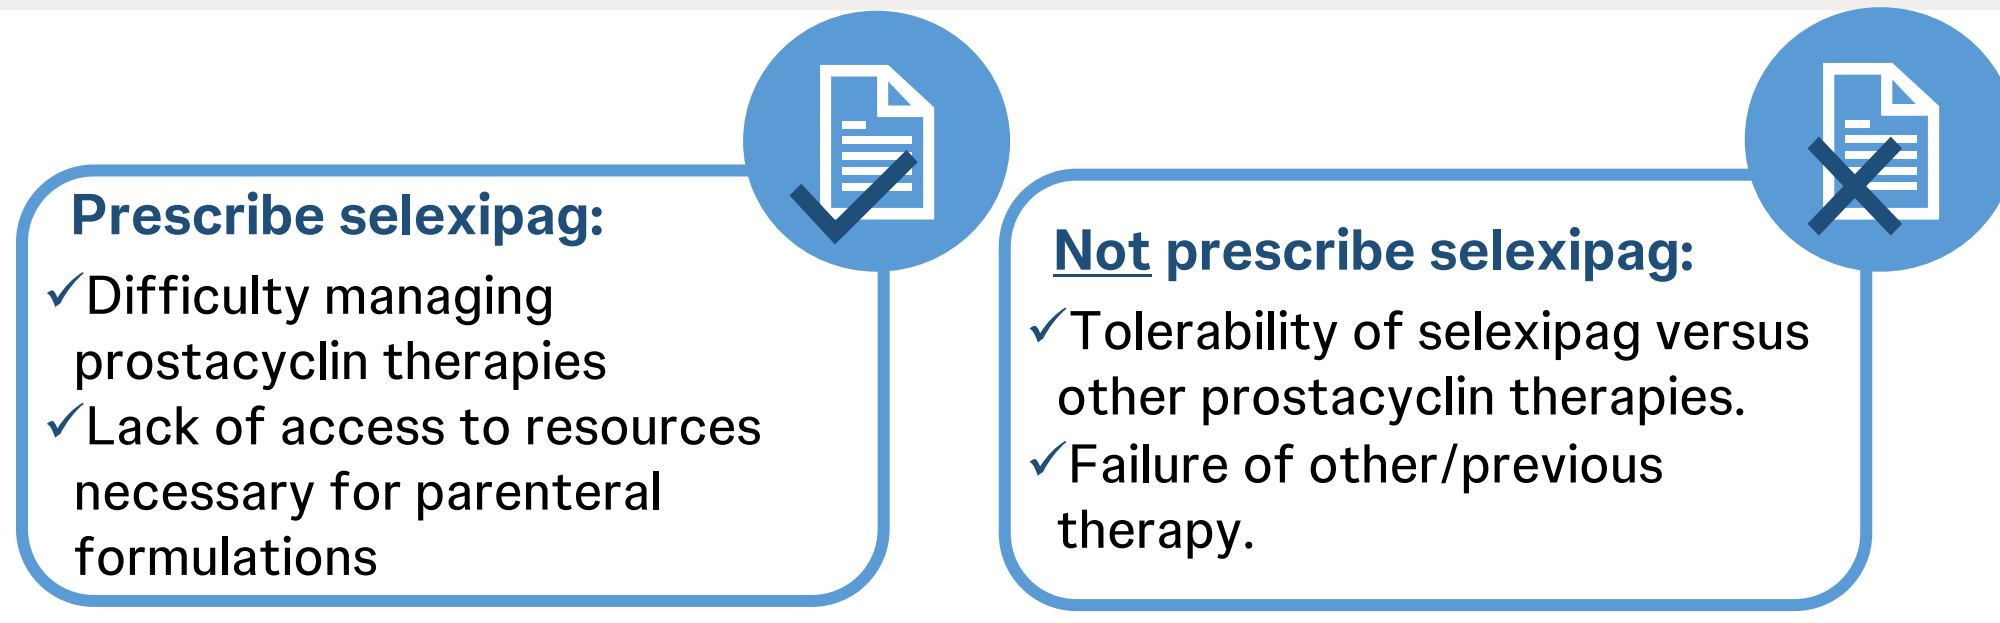 Prescribe selexipag:
✓Difficulty managing
prostacyclin therapies
✓Lack of access to resources
necessary for parenteral
formulations
Not prescribe selexipag:
✓Tolerability of selexipag versus
other prostacyclin therapies.
✓Failure of other/previous
therapy.